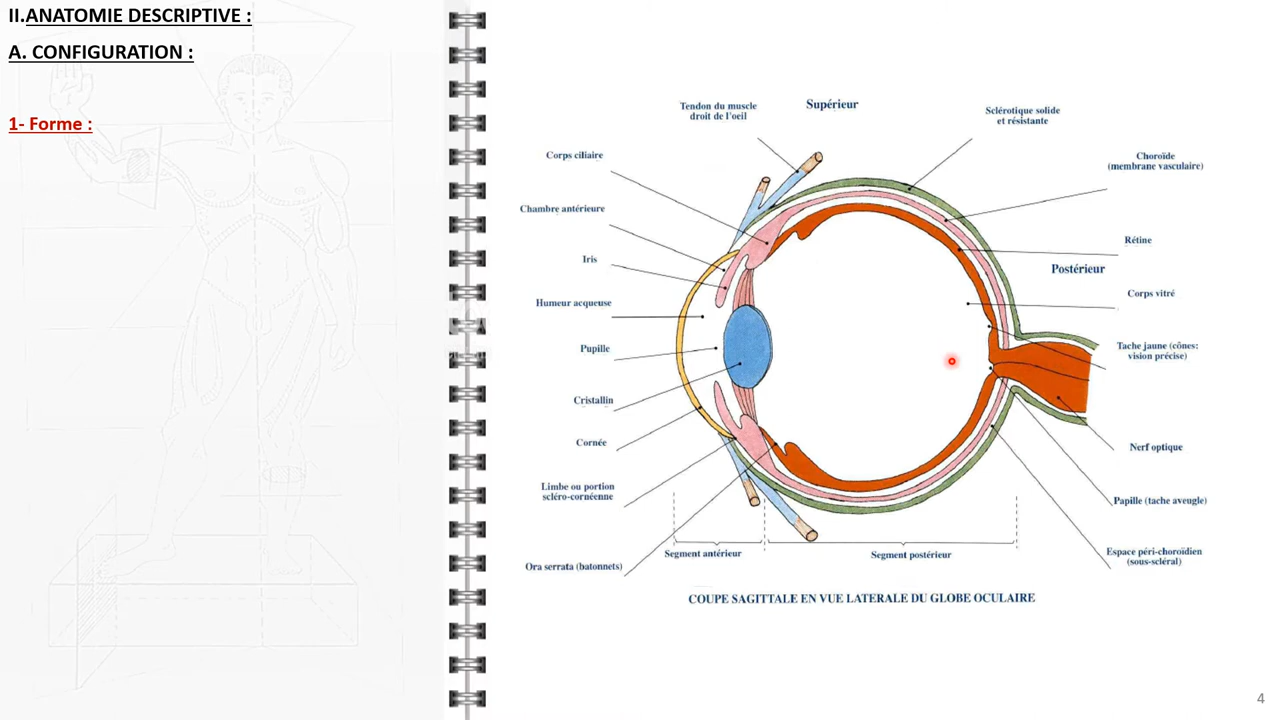 II.ANATOMIE DESCRIPTIVE :
A. CONFIGURATION :
1- Forme :
Tendon du muscle
droit de l'oeil
Supérieur
Sclérotique solide
et résistante
Corps ciliaire
Choroïde
(membrane vasculaire)
Chambre antérieure
Rétine
Iris
Postérieur
Humeur acqueuse
Corps vitré
Pupille
Tache jaune (cônes:
vision précise)
Cristallin
Cornée
Nerf optique
Limbe ou portion
scléro-cornéenne
Papille (tache aveugle)
Segment antérieur
Segment postérieur
Espace péri-choroïdien
(sous-scléral)
Ora serrata (batonnets)
COUPE SAGITTALE EN VUE LATERALE DU GLOBE OCULAIRE
4